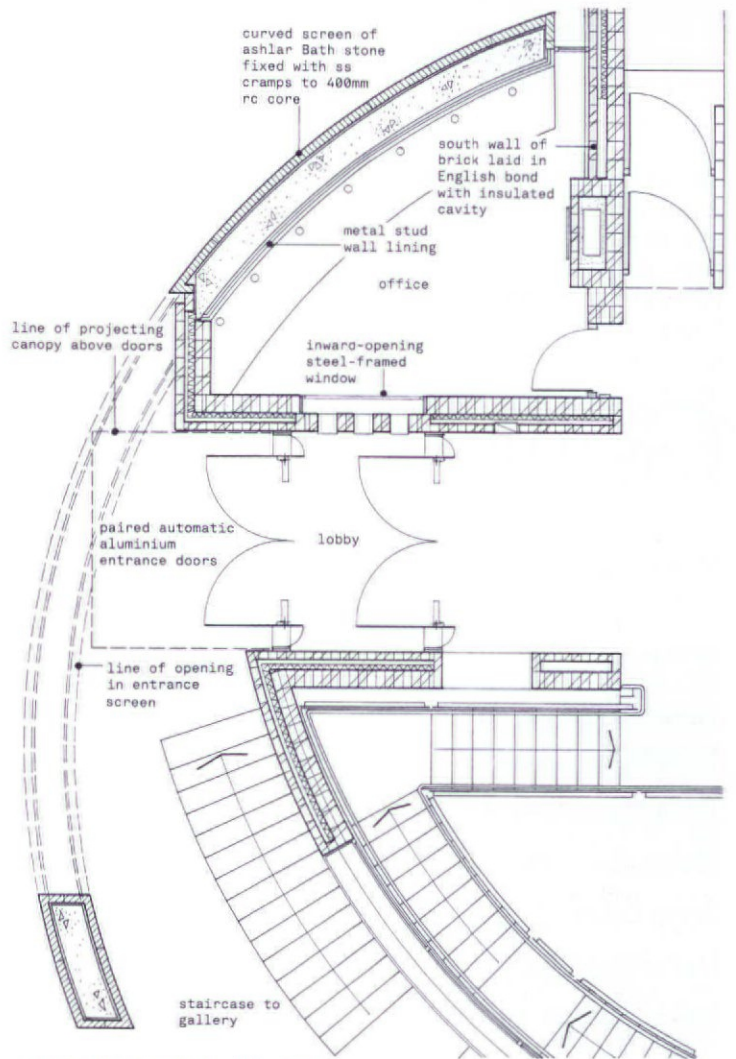 curved screen of
ashlar Bath stone
fixed with ss
cramps to 400mm
rc core
south wall of
brick laid in
English bond
with insulated
cavity
metal stud
wall lining
office
line of projecting
canopy above doors
inward-opening
steel-framed
window
paired automatic
aluminium
entrance doors
lobby
line of opening
in entrance
screen
staircase to
gallery